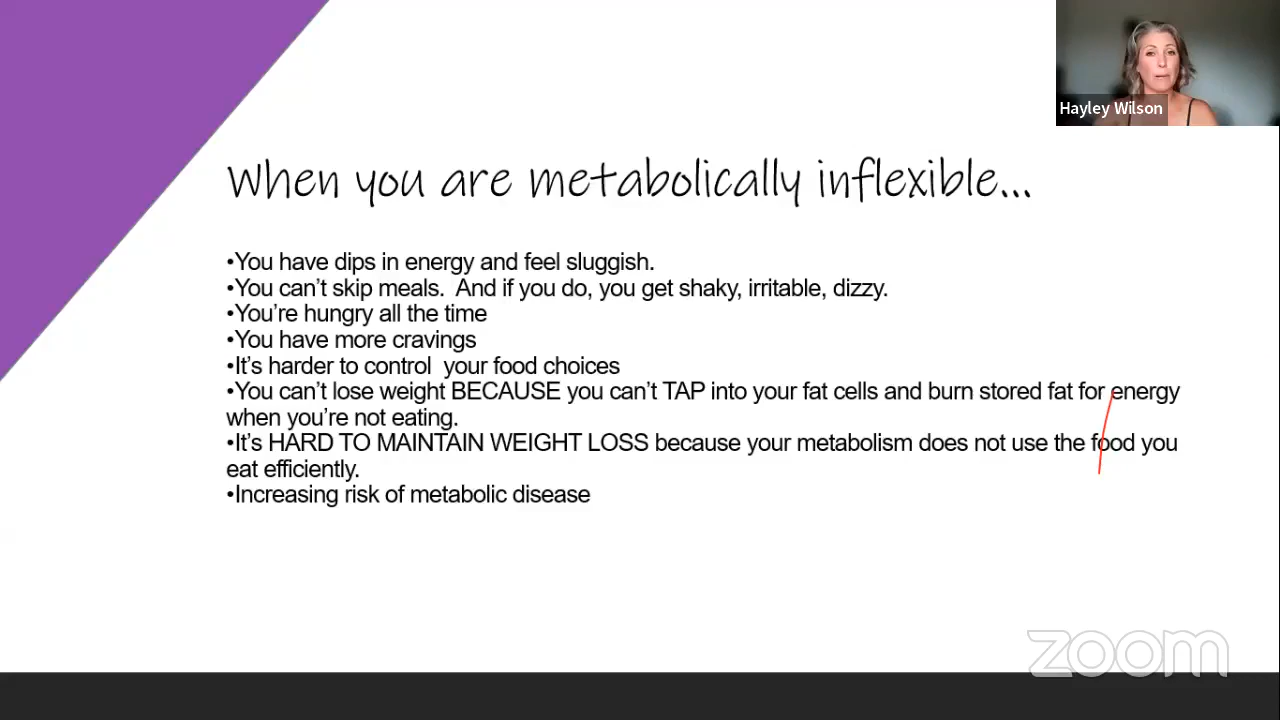 Hayley Wilson
When you are metabolically inflexible...
•You have dips in energy and feel sluggish.
•You can't skip meals.  And if you do, you get shaky, irritable, dizzy.
•You're hungry all the time
•You have more cravings
•It's harder to control  your food choices
•You can't lose weight BECAUSE you can't TAP into your fat cells and burn stored fat for energy
when you're not eating.
•It's HARD TO MAINTAIN WEIGHT LOSS because your metabolism does not use the food you
eat efficiently.
•Increasing risk of metabolic disease
zoom